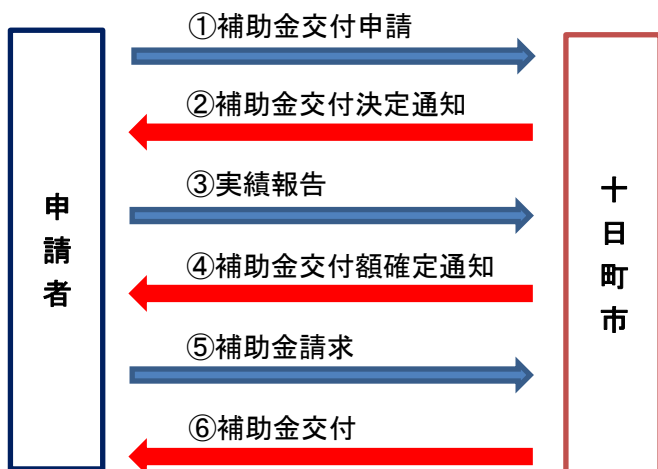 ①補助金交付申請
②補助金交付決定通知
③実績報告
④補助金交付額確定通知
⑤補助金請求
⑥補助金交付
申請者
十日町市